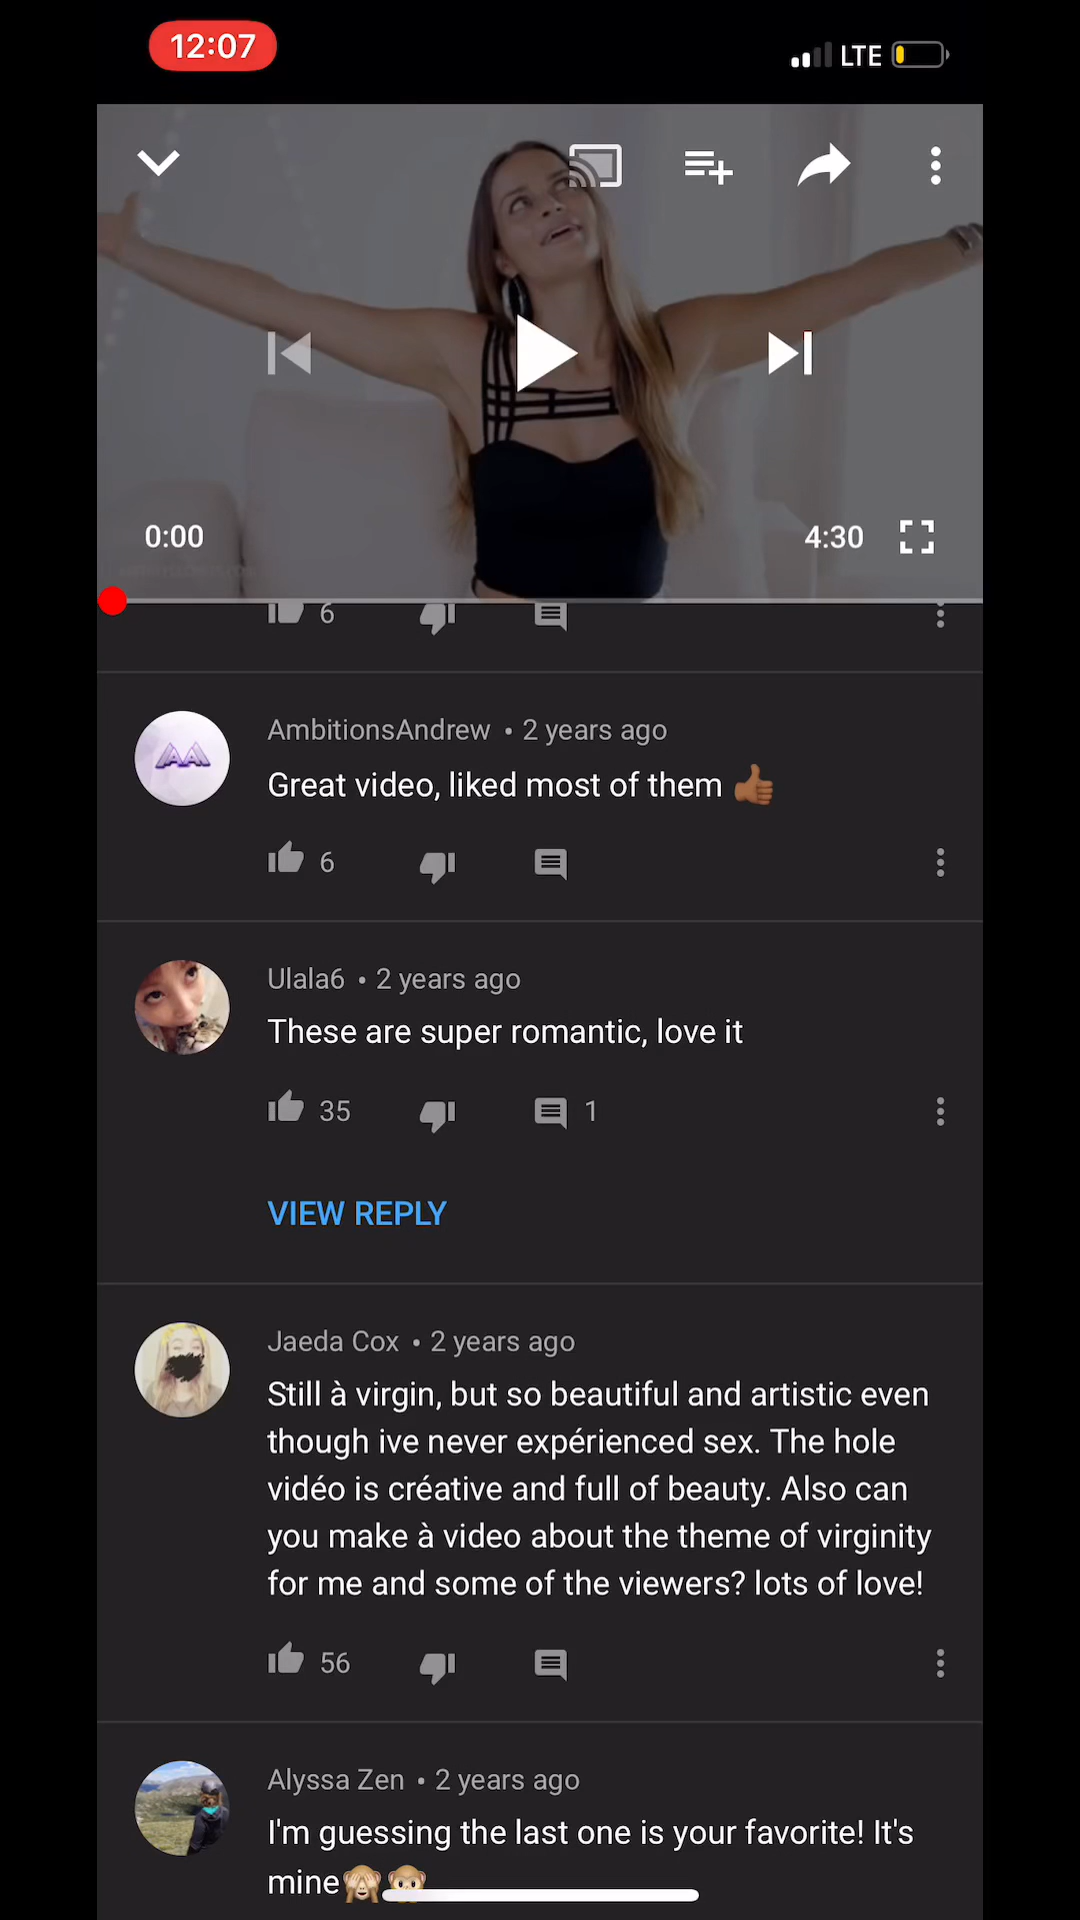 12:07
LTE
0:00
4:30
6
AmbitionsAndrew • 2 years ago
Great video, liked most of them 👍🏾
6
Ulala6 • 2 years ago
These are super romantic, love it
35
1
VIEW REPLY
Jaeda Cox • 2 years ago
Still à virgin, but so beautiful and artistic even
though ive never expérienced sex. The hole
vidéo is créative and full of beauty. Also can
you make à video about the theme of virginity
for me and some of the viewers? lots of love!
56
Alyssa Zen • 2 years ago
I'm guessing the last one is your favorite! It's
mine🙈🐵